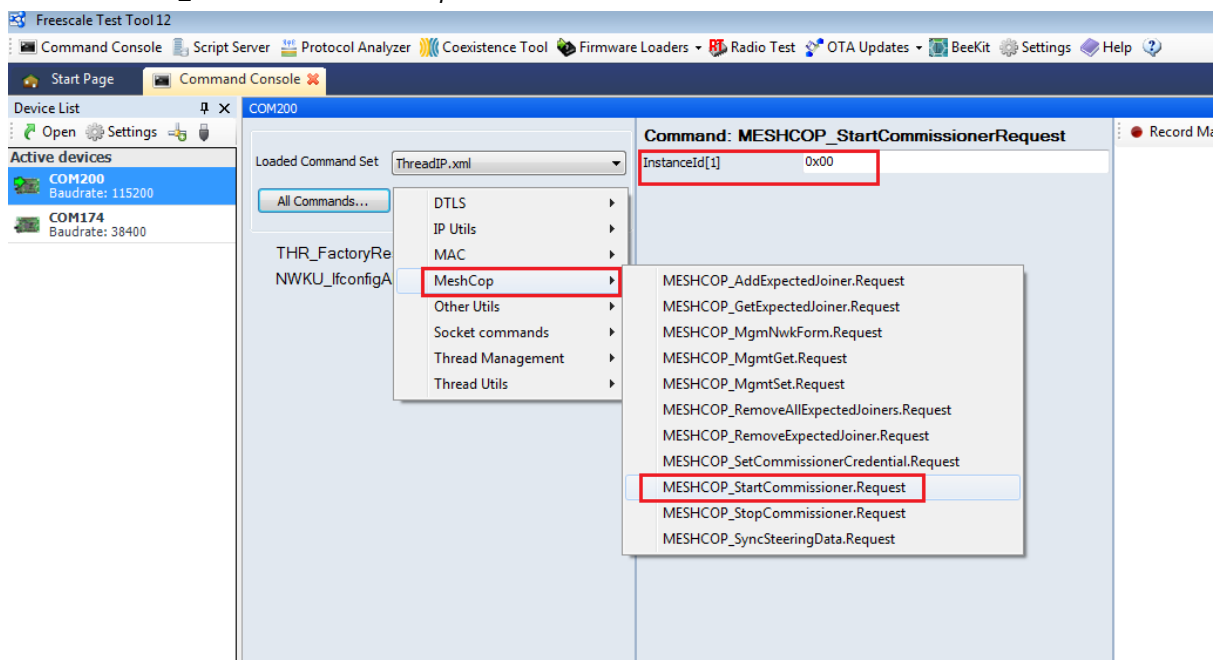 Freescale Test Tool 12
Command Console Script Server Protocol Analyzer Coexistence Tool Firmware Loaders Radio Test OTA Updates BeeKit Settings Help
Start Page Command Console
Device List
Open Settings
Active devices
COM200
Baudrate: 115200
COM174
Baudrate: 38400
COM200
Loaded Command Set ThreadIP.xml
All Commands...
THR_FactoryRe
NWKU_IfconfigA
DTLS
IP Utils
MAC
MeshCop
Other Utils
Socket commands
Thread Management
Thread Utils
Command: MESHCOP_StartCommissionerRequest
InstanceId[1] 0x00
MESHCOP_AddExpectedJoiner.Request
MESHCOP_GetExpectedJoiner.Request
MESHCOP_MgmNwkForm.Request
MESHCOP_MgmtGet.Request
MESHCOP_MgmtSet.Request
MESHCOP_RemoveAllExpectedJoiners.Request
MESHCOP_RemoveExpectedJoiner.Request
MESHCOP_SetCommissionerCredential.Request
MESHCOP_StartCommissioner.Request
MESHCOP_StopCommissioner.Request
MESHCOP_SyncSteeringData.Request
Record Ma